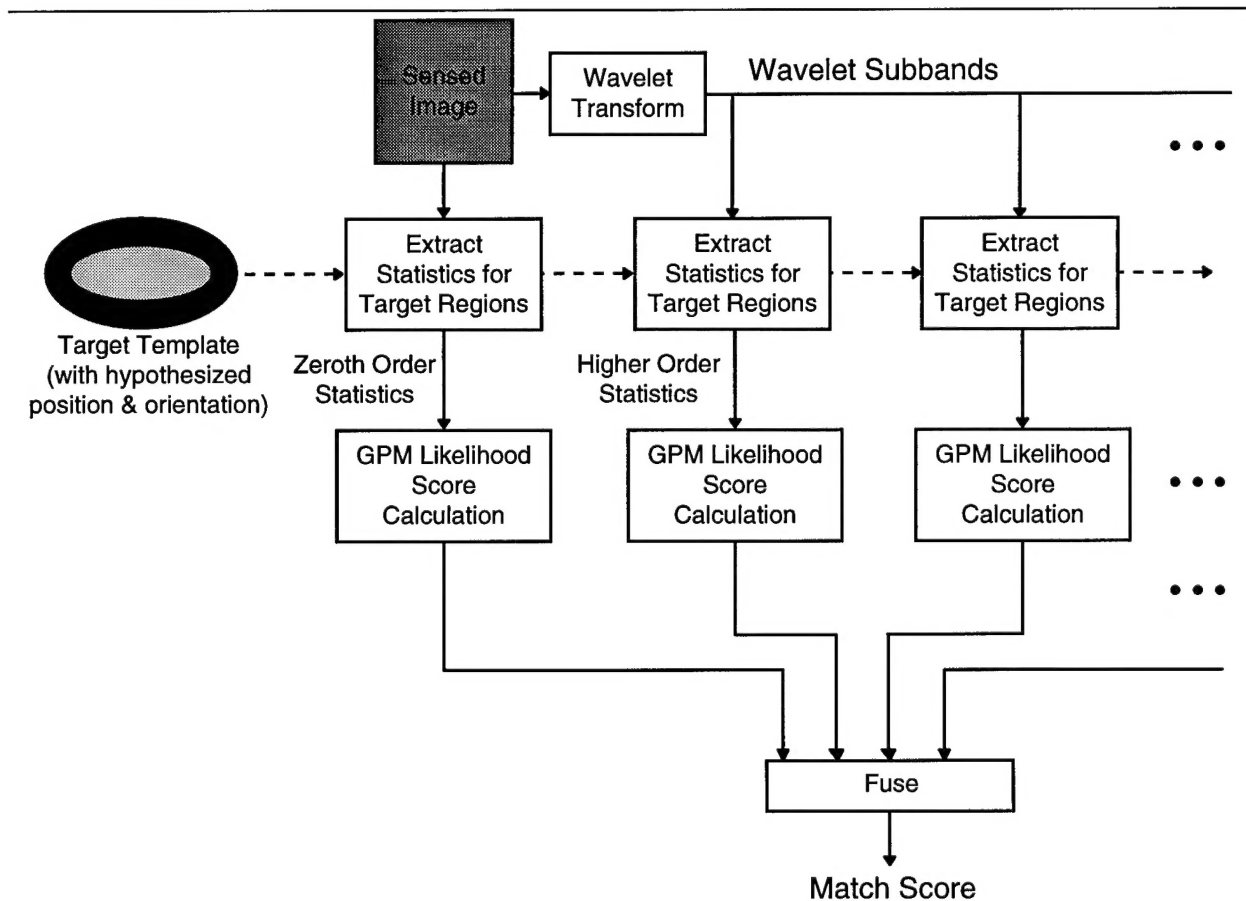 Sensed
Image
Wavelet
Transform
Wavelet Subbands
• • •
Extract
Statistics for
Target Regions
Extract
Statistics for
Target Regions
Extract
Statistics for
Target Regions
Target Template
(with hypothesized
position & orientation)
Zeroth Order
Statistics
Higher Order
Statistics
GPM Likelihood
Score
Calculation
GPM Likelihood
Score
Calculation
GPM Likelihood
Score
Calculation
• • •
• • •
Fuse
Match Score